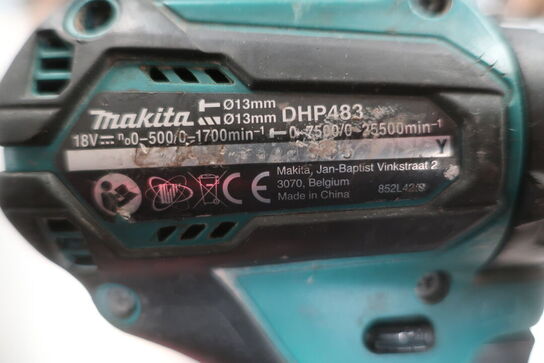 makita Ø13mm DHP483
Ø13mm
18V⎓ n₀0-500/0-1700min⁻¹ 0-7500/0-25500min⁻¹
Y
Makita, Jan-Baptist Vinkstraat 2
3070, Belgium
Made in China
CE